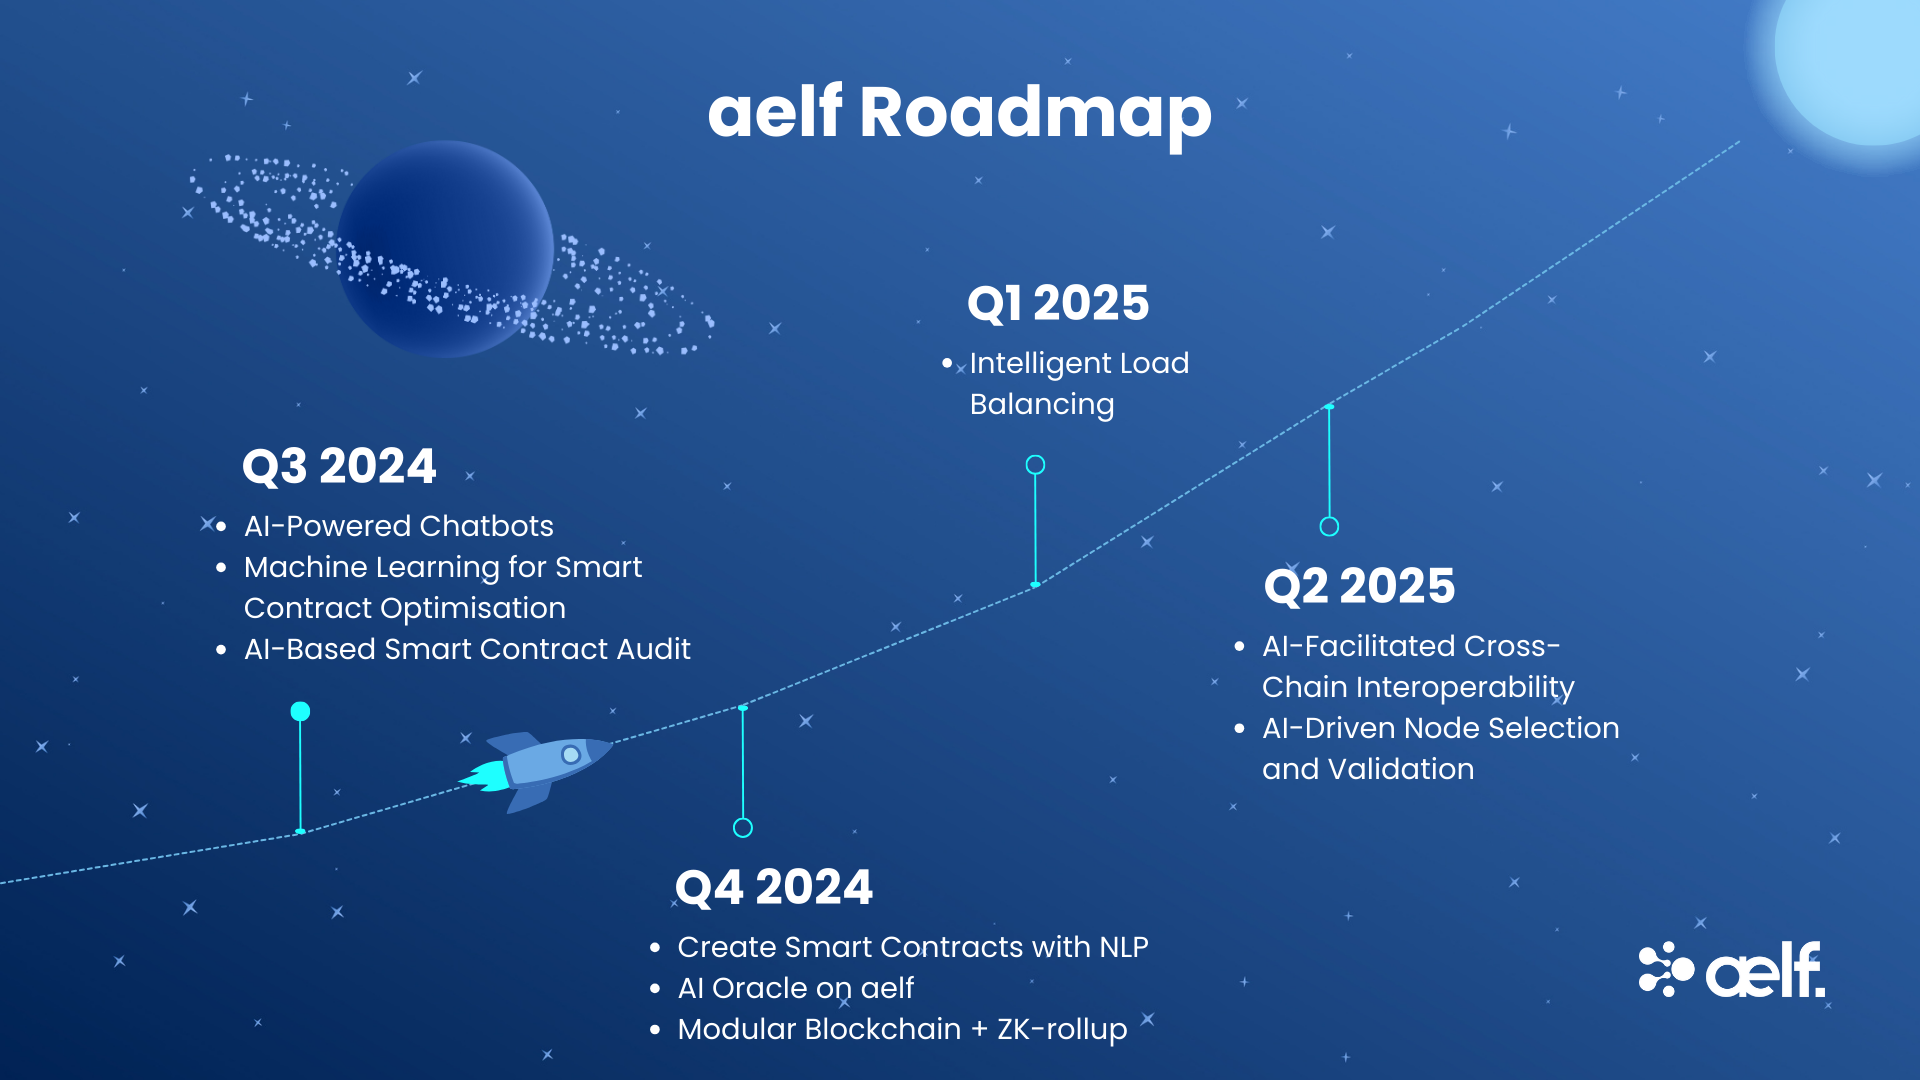 aelf Roadmap
Q3 2024
• AI-Powered Chatbots
• Machine Learning for Smart
Contract Optimisation
• AI-Based Smart Contract Audit
Q4 2024
• Create Smart Contracts with NLP
• AI Oracle on aelf
• Modular Blockchain + ZK-rollup
Q1 2025
• Intelligent Load
Balancing
Q2 2025
• AI-Facilitated Cross-
Chain Interoperability
• AI-Driven Node Selection
and Validation
aelf.